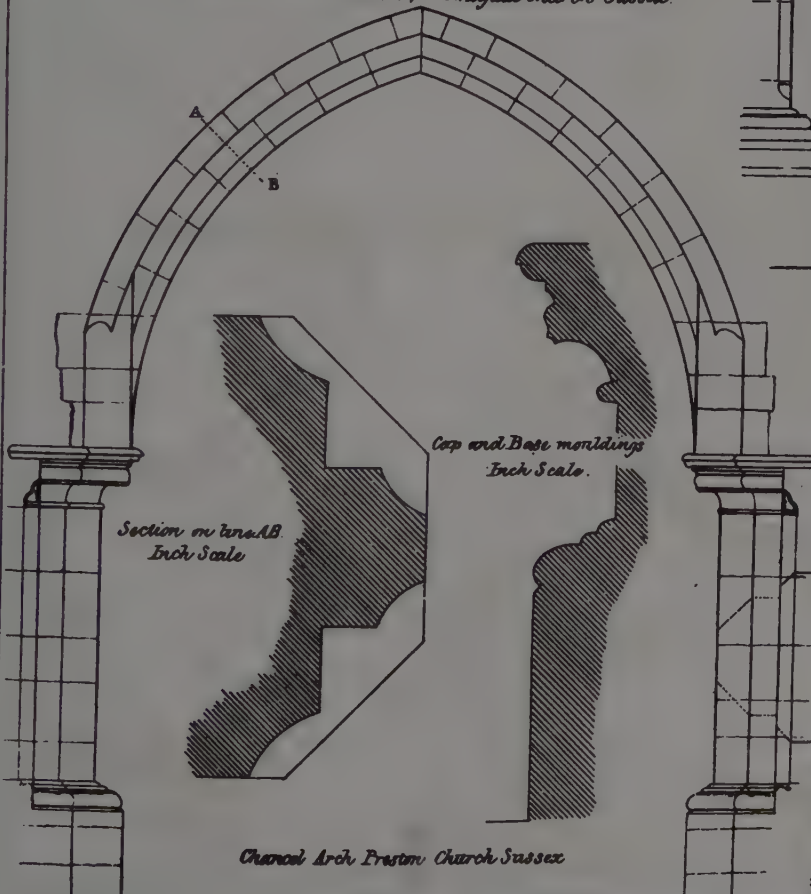 A
B
Cap and Base mouldings
Inch Scale.
Section on line AB.
Inch Scale
Chancel Arch Preston Church Sussex